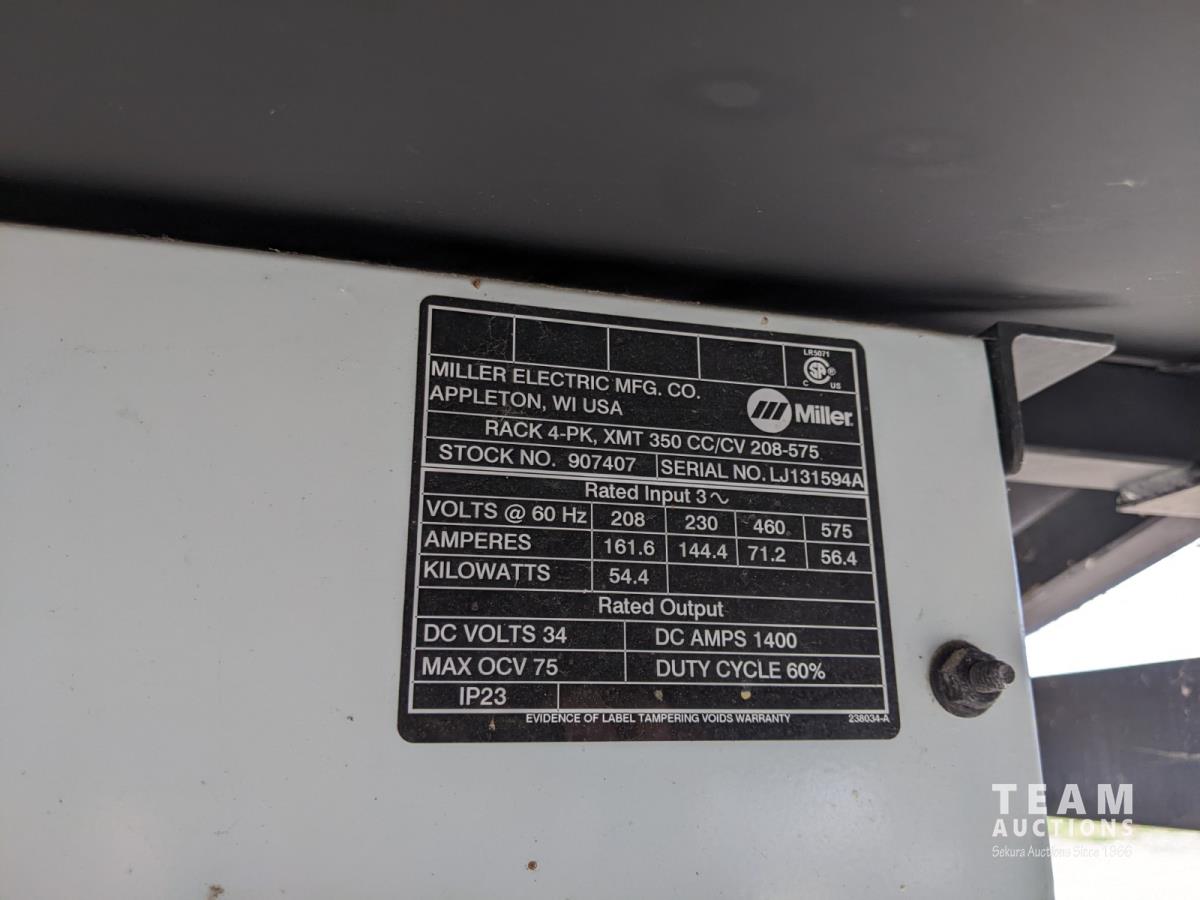 LR5071
SP®
C US
MILLER ELECTRIC MFG. CO.
APPLETON, WI USA
Miller
RACK 4-PK, XMT 350 CC/CV 208-575
STOCK NO. 907407 SERIAL NO. LJ131594A
Rated Input 3~
VOLTS @ 60 Hz 208 230 460 575
AMPERES 161.6 144.4 71.2 56.4
KILOWATTS 54.4
Rated Output
DC VOLTS 34 DC AMPS 1400
MAX OCV 75 DUTY CYCLE 60%
IP23
EVIDENCE OF LABEL TAMPERING VOIDS WARRANTY 238034-A
TEAM
AUCTIONS
Sekura Auctions Since 1966